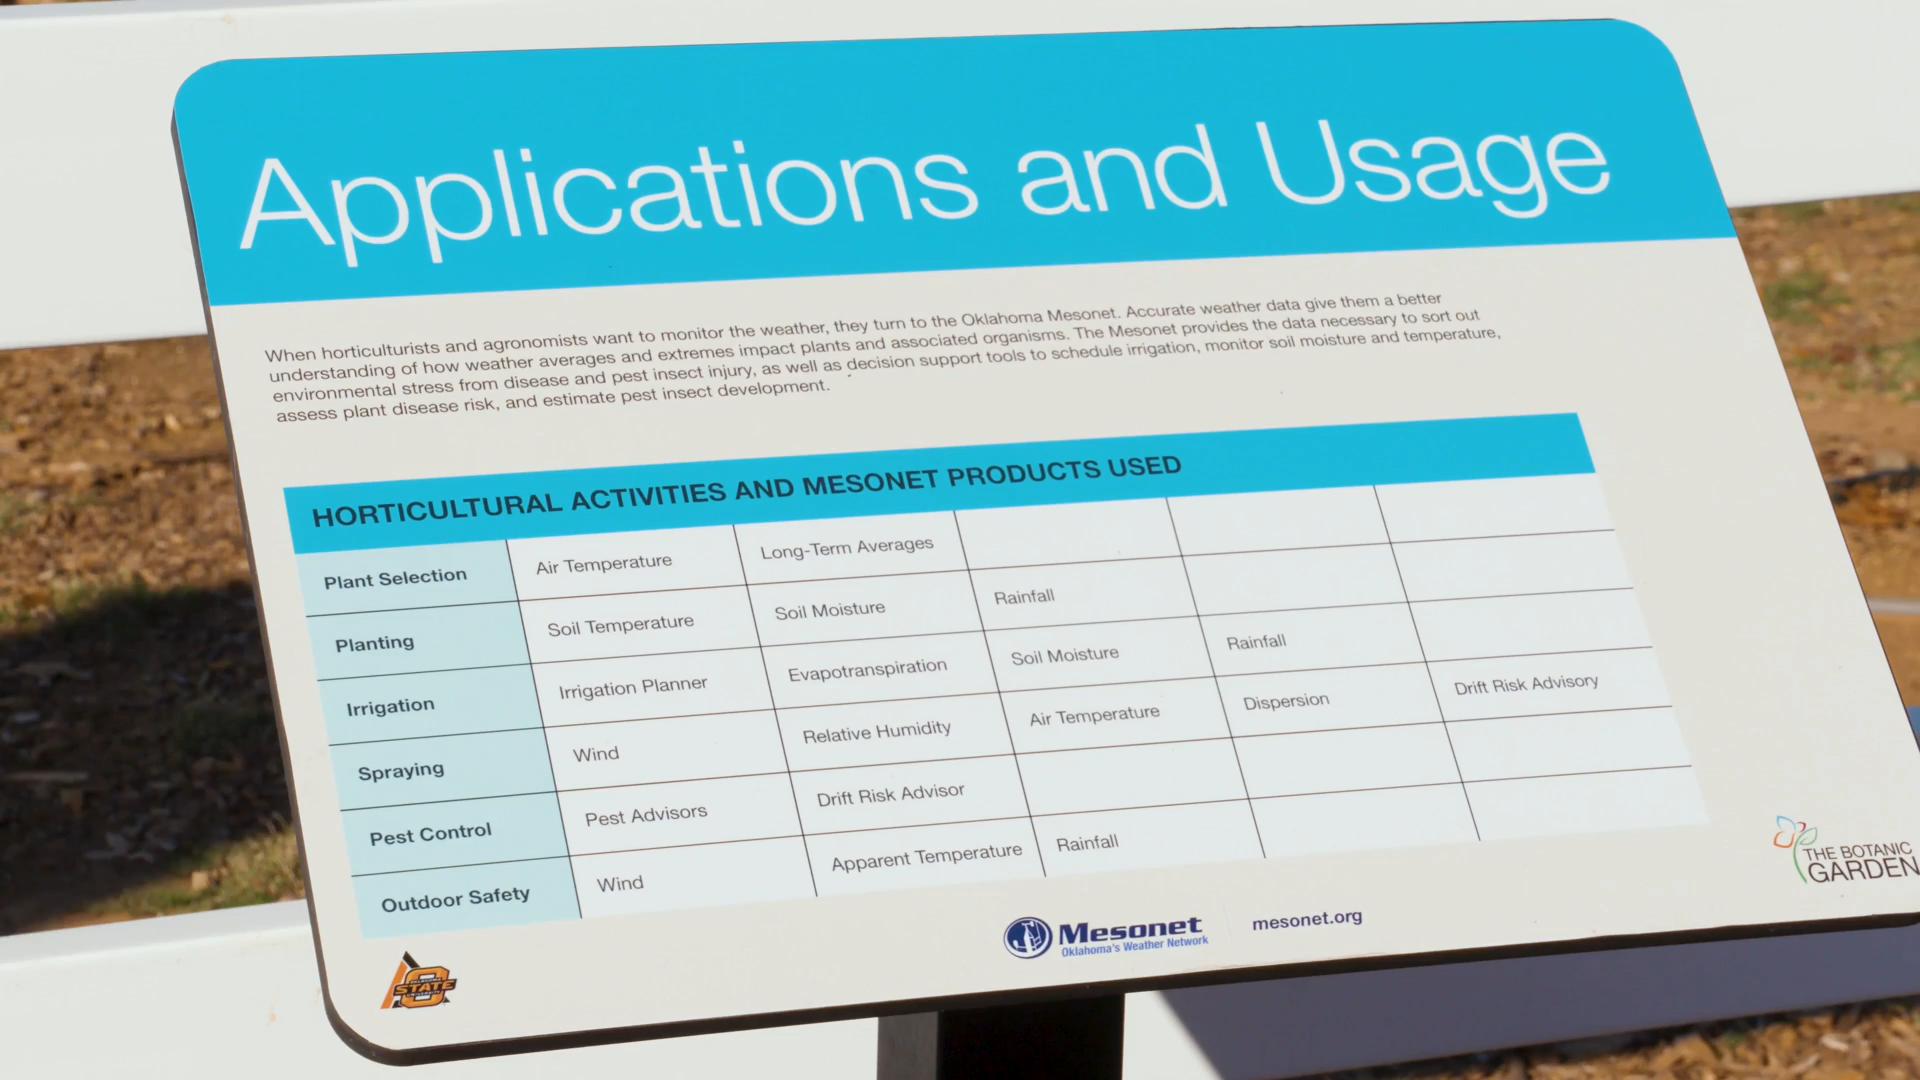 Applications and Usage
When horticulturists and agronomists want to monitor the weather, they turn to the Oklahoma Mesonet. Accurate weather data give them a better
understanding of how weather averages and extremes impact plants and associated organisms. The Mesonet provides the data necessary to sort out
environmental stress from disease and pest insect injury, as well as decision support tools to schedule irrigation, monitor soil moisture and temperature,
assess plant disease risk, and estimate pest insect development.
HORTICULTURAL ACTIVITIES AND MESONET PRODUCTS USED
Plant Selection Air Temperature Long-Term Averages
Planting Soil Temperature Soil Moisture Rainfall
Irrigation Irrigation Planner Evapotranspiration Soil Moisture Rainfall
Spraying Wind Relative Humidity Air Temperature Dispersion Drift Risk Advisory
Pest Control Pest Advisors Drift Risk Advisor
Outdoor Safety Wind Apparent Temperature Rainfall
OKLAHOMA
STATE
UNIVERSITY
Mesonet
Oklahoma's Weather Network
mesonet.org
THE BOTANIC
GARDEN